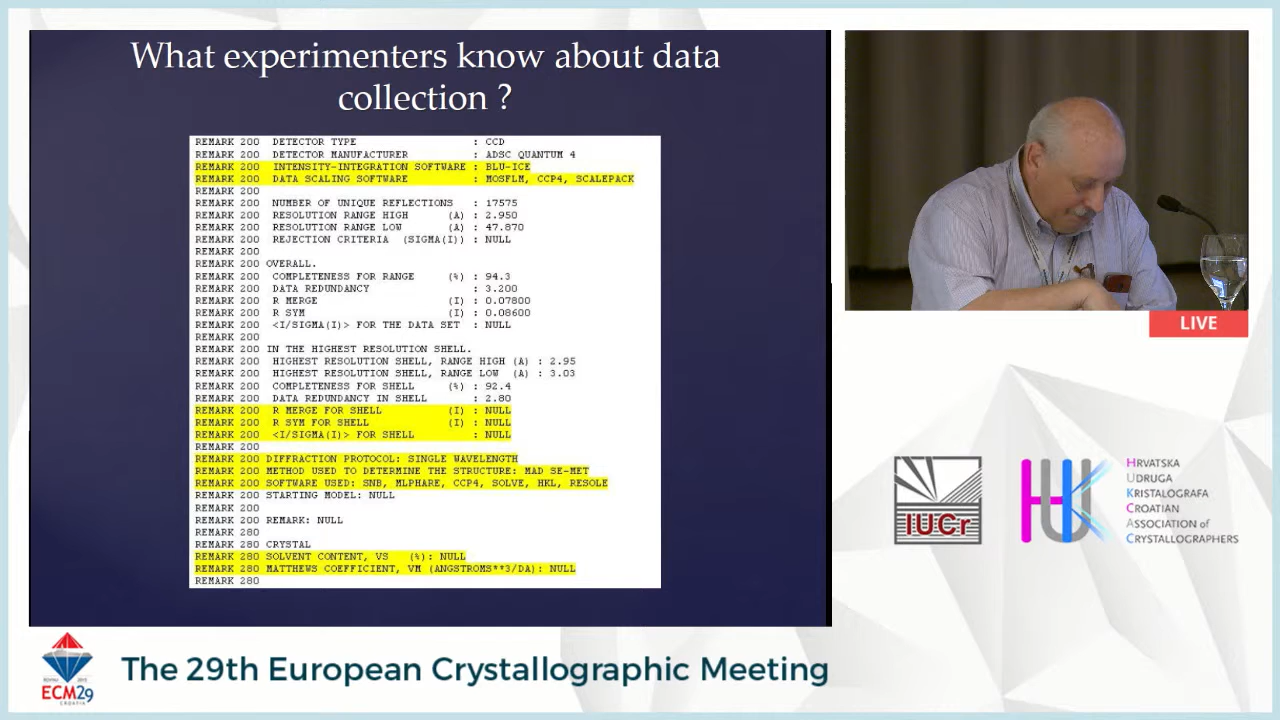 What experimenters know about data
collection ?
REMARK 200 DETECTOR TYPE : CCD
REMARK 200 DETECTOR MANUFACTURER : ADSC QUANTUM 4
REMARK 200 INTENSITY-INTEGRATION SOFTWARE : BLU-ICE
REMARK 200 DATA SCALING SOFTWARE : MOSFLM, CCP4, SCALEPACK
REMARK 200
REMARK 200 NUMBER OF UNIQUE REFLECTIONS : 17575
REMARK 200 RESOLUTION RANGE HIGH (A) : 2.950
REMARK 200 RESOLUTION RANGE LOW (A) : 47.870
REMARK 200 REJECTION CRITERIA (SIGMA(I)) : NULL
REMARK 200
REMARK 200 OVERALL.
REMARK 200 COMPLETENESS FOR RANGE (%) : 94.3
REMARK 200 DATA REDUNDANCY : 3.200
REMARK 200 R MERGE (I) : 0.07800
REMARK 200 R SYM (I) : 0.08600
REMARK 200 <I/SIGMA(I)> FOR THE DATA SET : NULL
REMARK 200
REMARK 200 IN THE HIGHEST RESOLUTION SHELL.
REMARK 200 HIGHEST RESOLUTION SHELL, RANGE HIGH (A) : 2.95
REMARK 200 HIGHEST RESOLUTION SHELL, RANGE LOW (A) : 3.03
REMARK 200 COMPLETENESS FOR SHELL (%) : 92.4
REMARK 200 DATA REDUNDANCY IN SHELL : 2.80
REMARK 200 R MERGE FOR SHELL (I) : NULL
REMARK 200 R SYM FOR SHELL (I) : NULL
REMARK 200 <I/SIGMA(I)> FOR SHELL : NULL
REMARK 200
REMARK 200 DIFFRACTION PROTOCOL: SINGLE WAVELENGTH
REMARK 200 METHOD USED TO DETERMINE THE STRUCTURE: MAD SE-MET
REMARK 200 SOFTWARE USED: SNB, MLPHARE, CCP4, SOLVE, HKL, RESOLE
REMARK 200 STARTING MODEL: NULL
REMARK 200
REMARK 200 REMARK: NULL
REMARK 280
REMARK 280 CRYSTAL
REMARK 280 SOLVENT CONTENT, VS (%): NULL
REMARK 280 MATTHEWS COEFFICIENT, VM (ANGSTROMS**3/DA): NULL
REMARK 280
LIVE
IUCr
HRVATSKA
UDRUGA
KRISTALOGRAFA
CROATIAN
ASSOCIATION of
CRYSTALLOGRAPHERS
ECM29
CROATIA
The 29th European Crystallographic Meeting